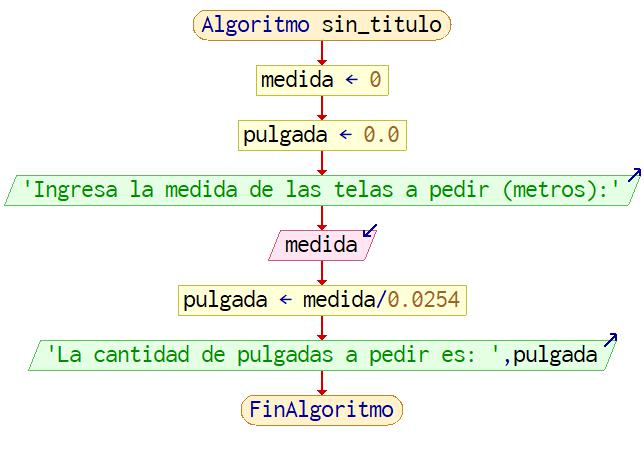 Algoritmo sin_titulo
medida ← 0
pulgada ← 0.0
'Ingresa la medida de las telas a pedir (metros):'
medida
pulgada ← medida/0.0254
'La cantidad de pulgadas a pedir es: ',pulgada
FinAlgoritmo